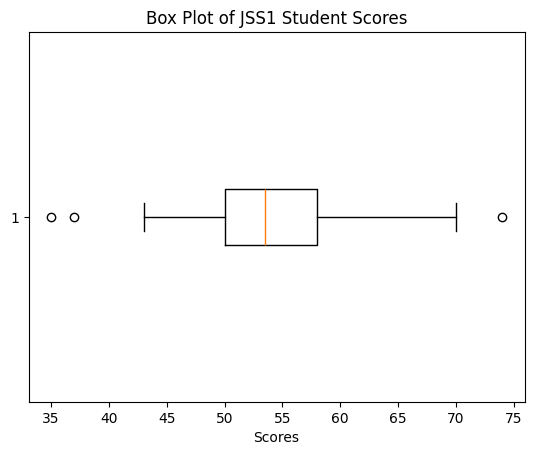 Box Plot of JSS1 Student Scores
1
35 40 45 50 55 60 65 70 75
Scores